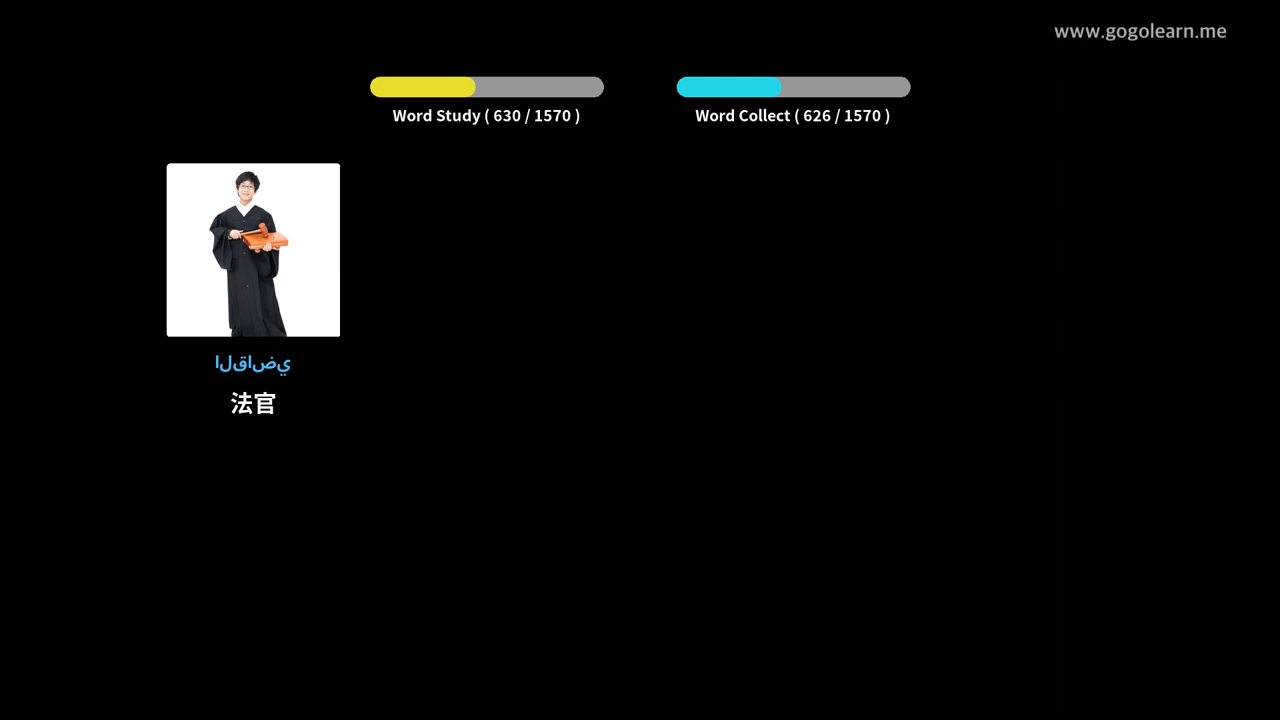 www.gogolearn.me
Word Study ( 630 / 1570 )
Word Collect ( 626 / 1570 )
القاضي
法官